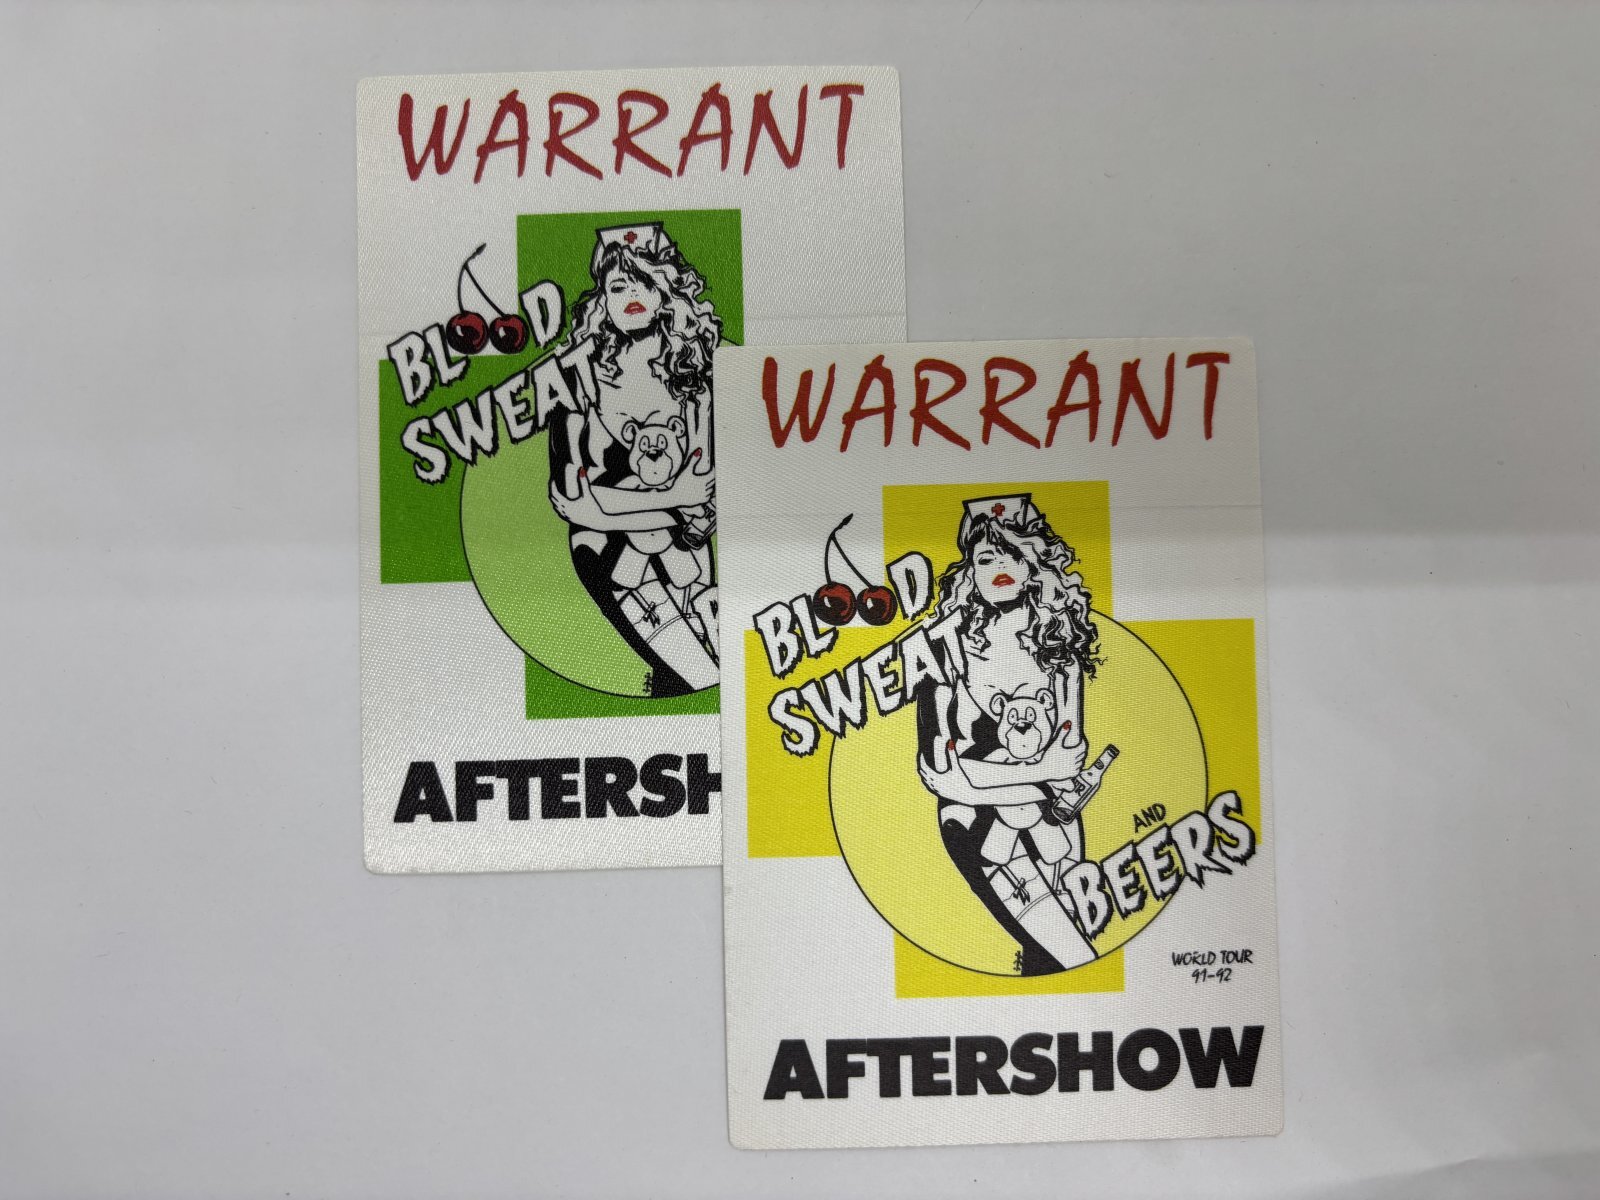 WARRANT
BLOOD
SWEAT
AFTERSH
WARRANT
BLOOD
SWEAT
AND
BEERS
WORLD TOUR
91-92
AFTERSHOW